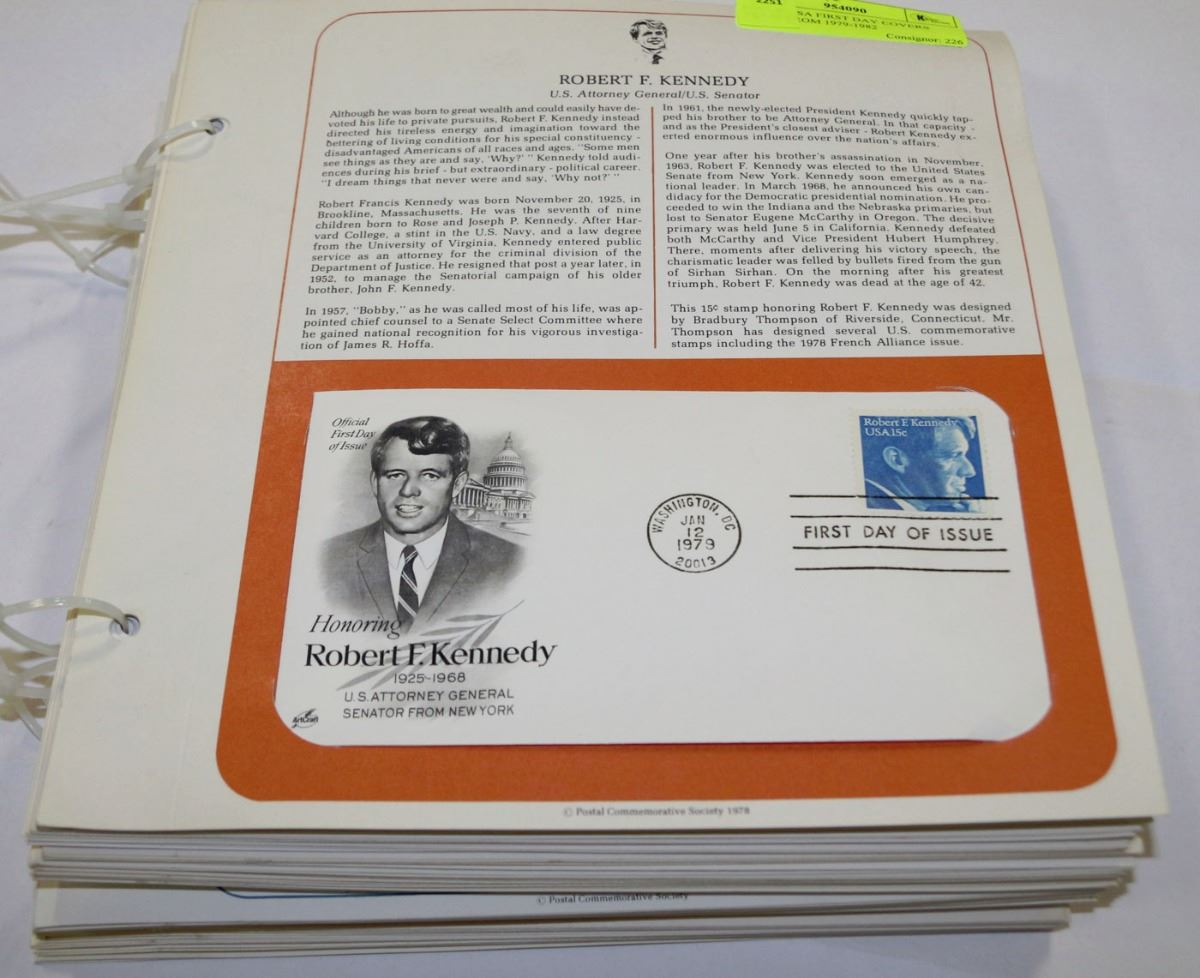 2251
954090
SA FIRST DAY COVERS
OM 1979-1982
Consignor: 226
ROBERT F. KENNEDY
U.S. Attorney General/U.S. Senator
Although he was born to great wealth and could easily have de-
voted his life to private pursuits, Robert F. Kennedy instead
directed his tireless energy and imagination toward the
bettering of living conditions for his special constituency -
disadvantaged Americans of all races and ages. "Some men
see things as they are and say, 'Why?' " Kennedy told audi-
ences during his brief - but extraordinary - political career.
"I dream things that never were and say, 'Why not?' "
Robert Francis Kennedy was born November 20, 1925, in
Brookline, Massachusetts. He was the seventh of nine
children born to Rose and Joseph P. Kennedy. After Har-
vard College, a stint in the U.S. Navy, and a law degree
from the University of Virginia, Kennedy entered public
service as an attorney for the criminal division of the
Department of Justice. He resigned that post a year later, in
1952, to manage the Senatorial campaign of his older
brother, John F. Kennedy.
In 1957, "Bobby," as he was called most of his life, was ap-
pointed chief counsel to a Senate Select Committee where
he gained national recognition for his vigorous investiga-
tion of James R. Hoffa.
In 1961, the newly-elected President Kennedy quickly tap-
ped his brother to be Attorney General. In that capacity -
and as the President's closest adviser - Robert Kennedy ex-
erted enormous influence over the nation's affairs.
One year after his brother's assassination in November,
1963, Robert F. Kennedy was elected to the United States
Senate from New York. Kennedy soon emerged as a na-
tional leader. In March 1968, he announced his own can-
didacy for the Democratic presidential nomination. He pro-
ceeded to win the Indiana and the Nebraska primaries, but
lost to Senator Eugene McCarthy in Oregon. The decisive
primary was held June 5 in California. Kennedy defeated
both McCarthy and Vice President Hubert Humphrey.
There, moments after delivering his victory speech, the
charismatic leader was felled by bullets fired from the gun
of Sirhan Sirhan. On the morning after his greatest
triumph, Robert F. Kennedy was dead at the age of 42.
This 15¢ stamp honoring Robert F. Kennedy was designed
by Bradbury Thompson of Riverside, Connecticut. Mr.
Thompson has designed several U.S. commemorative
stamps including the 1978 French Alliance issue.
Official
First Day
of Issue
Robert F. Kennedy
USA 15c
WASHINGTON, DC
JAN
12
1979
20013
FIRST DAY OF ISSUE
Honoring
Robert F. Kennedy
1925-1968
U.S. ATTORNEY GENERAL
SENATOR FROM NEW YORK
ArtCraft
© Postal Commemorative Society 1978
© Postal Commemorative Society